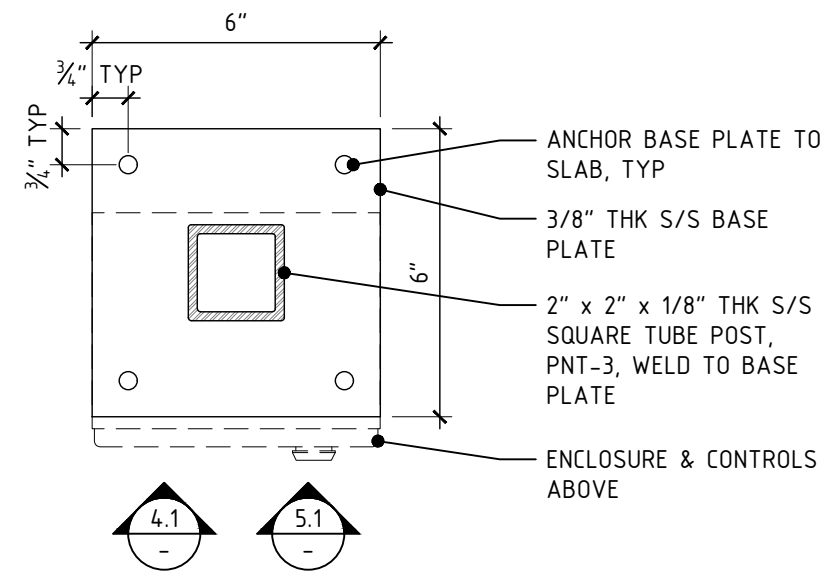 6"
3/4" TYP
3/4" TYP
ANCHOR BASE PLATE TO
SLAB, TYP
3/8" THK S/S BASE
PLATE
6"
2" x 2" x 1/8" THK S/S
SQUARE TUBE POST,
PNT-3, WELD TO BASE
PLATE
ENCLOSURE & CONTROLS
ABOVE
4.1
-
5.1
-